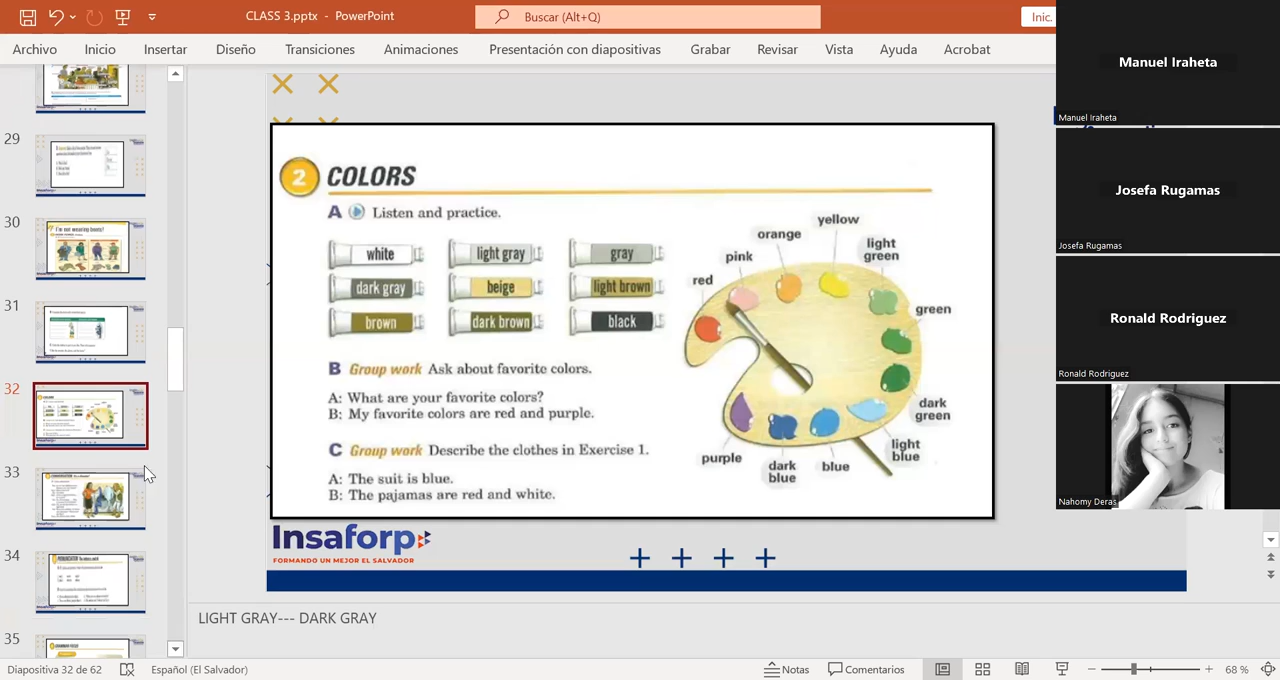 CLASS 3.pptx - PowerPoint
Buscar (Alt+Q)
Inic.
Archivo Inicio Insertar Diseño Transiciones Animaciones Presentación con diapositivas Grabar Revisar Vista Ayuda Acrobat
29
30
I'm not wearing boots!
31
32
33
34
35
2 COLORS
A Listen and practice.
white light gray gray
dark gray beige light brown
brown dark brown black
B Group work Ask about favorite colors.
A: What are your favorite colors?
B: My favorite colors are red and purple.
C Group work Describe the clothes in Exercise 1.
A: The suit is blue.
B: The pajamas are red and white.
red
pink
orange
yellow
light
green
green
dark
green
light
blue
blue
dark
blue
purple
Insaforp
FORMANDO UN MEJOR EL SALVADOR
Manuel Iraheta
Manuel Iraheta
Josefa Rugamas
Josefa Rugamas
Ronald Rodriguez
Ronald Rodriguez
Nahomy Deras
LIGHT GRAY--- DARK GRAY
Diapositiva 32 de 62 Español (El Salvador) Notas Comentarios 68 %